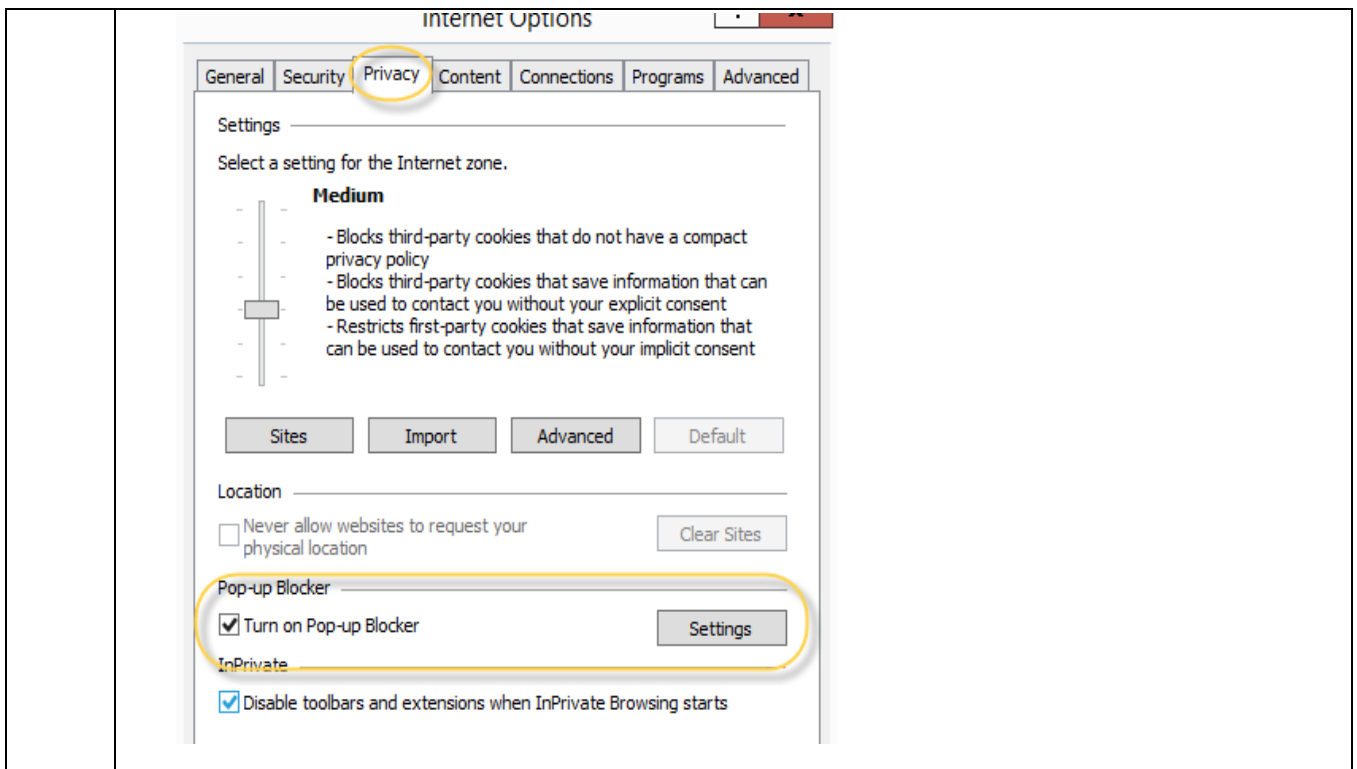 Internet Options
General Security Privacy Content Connections Programs Advanced
Settings
Select a setting for the Internet zone.
Medium
- Blocks third-party cookies that do not have a compact
privacy policy
- Blocks third-party cookies that save information that can
be used to contact you without your explicit consent
- Restricts first-party cookies that save information that
can be used to contact you without your implicit consent
Sites Import Advanced Default
Location
Never allow websites to request your
physical location
Clear Sites
Pop-up Blocker
Turn on Pop-up Blocker
Settings
InPrivate
Disable toolbars and extensions when InPrivate Browsing starts